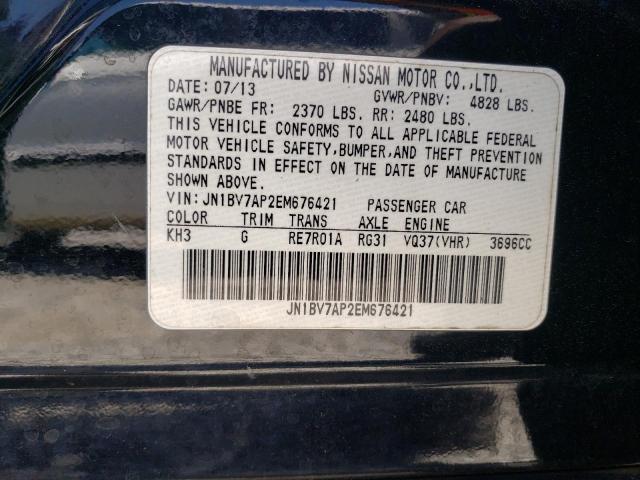 MANUFACTURED BY NISSAN MOTOR CO.,LTD.
DATE: 07/13 GVWR/PNBV: 4828 LBS.
GAWR/PNBE FR: 2370 LBS. RR: 2480 LBS.
THIS VEHICLE CONFORMS TO ALL APPLICABLE FEDERAL
MOTOR VEHICLE SAFETY,BUMPER,AND THEFT PREVENTION
STANDARDS IN EFFECT ON THE DATE OF MANUFACTURE
SHOWN ABOVE.
VIN:JN1BV7AP2EM676421 PASSENGER CAR
COLOR TRIM TRANS AXLE ENGINE
KH3 G RE7R01A RG31 VQ37(VHR) 3696CC
JN1BV7AP2EM676421